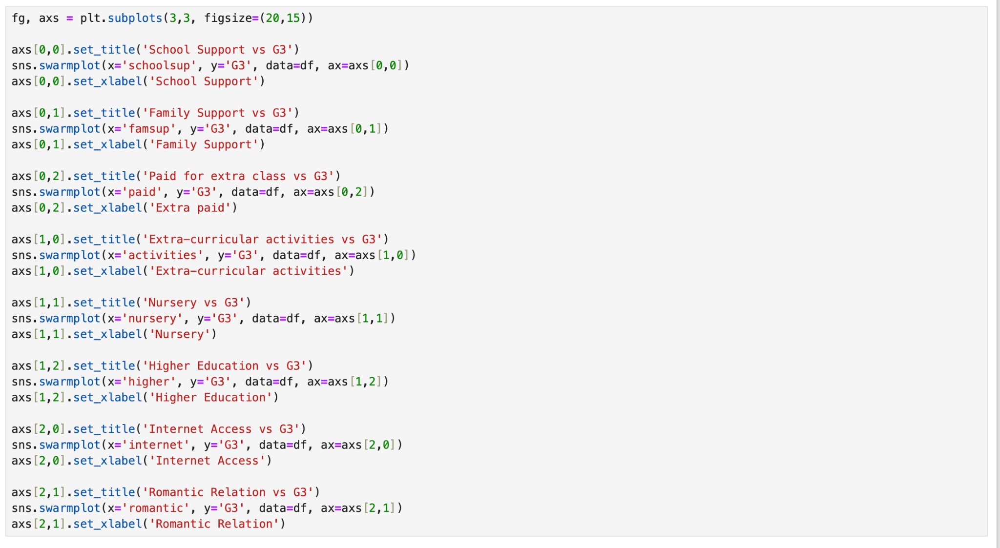 fg, axs = plt.subplots(3,3, figsize=(20,15))
axs[0,0].set_title('School Support vs G3')
sns.swarmplot(x='schoolsup', y='G3', data=df, ax=axs[0,0])
axs[0,0].set_xlabel('School Support')
axs[0,1].set_title('Family Support vs G3')
sns.swarmplot(x='famsup', y='G3', data=df, ax=axs[0,1])
axs[0,1].set_xlabel('Family Support')
axs[0,2].set_title('Paid for extra class vs G3')
sns.swarmplot(x='paid', y='G3', data=df, ax=axs[0,2])
axs[0,2].set_xlabel('Extra paid')
axs[1,0].set_title('Extra-curricular activities vs G3')
sns.swarmplot(x='activities', y='G3', data=df, ax=axs[1,0])
axs[1,0].set_xlabel('Extra-curricular activities')
axs[1,1].set_title('Nursery vs G3')
sns.swarmplot(x='nursery', y='G3', data=df, ax=axs[1,1])
axs[1,1].set_xlabel('Nursery')
axs[1,2].set_title('Higher Education vs G3')
sns.swarmplot(x='higher', y='G3', data=df, ax=axs[1,2])
axs[1,2].set_xlabel('Higher Education')
axs[2,0].set_title('Internet Access vs G3')
sns.swarmplot(x='internet', y='G3', data=df, ax=axs[2,0])
axs[2,0].set_xlabel('Internet Access')
axs[2,1].set_title('Romantic Relation vs G3')
sns.swarmplot(x='romantic', y='G3', data=df, ax=axs[2,1])
axs[2,1].set_xlabel('Romantic Relation')